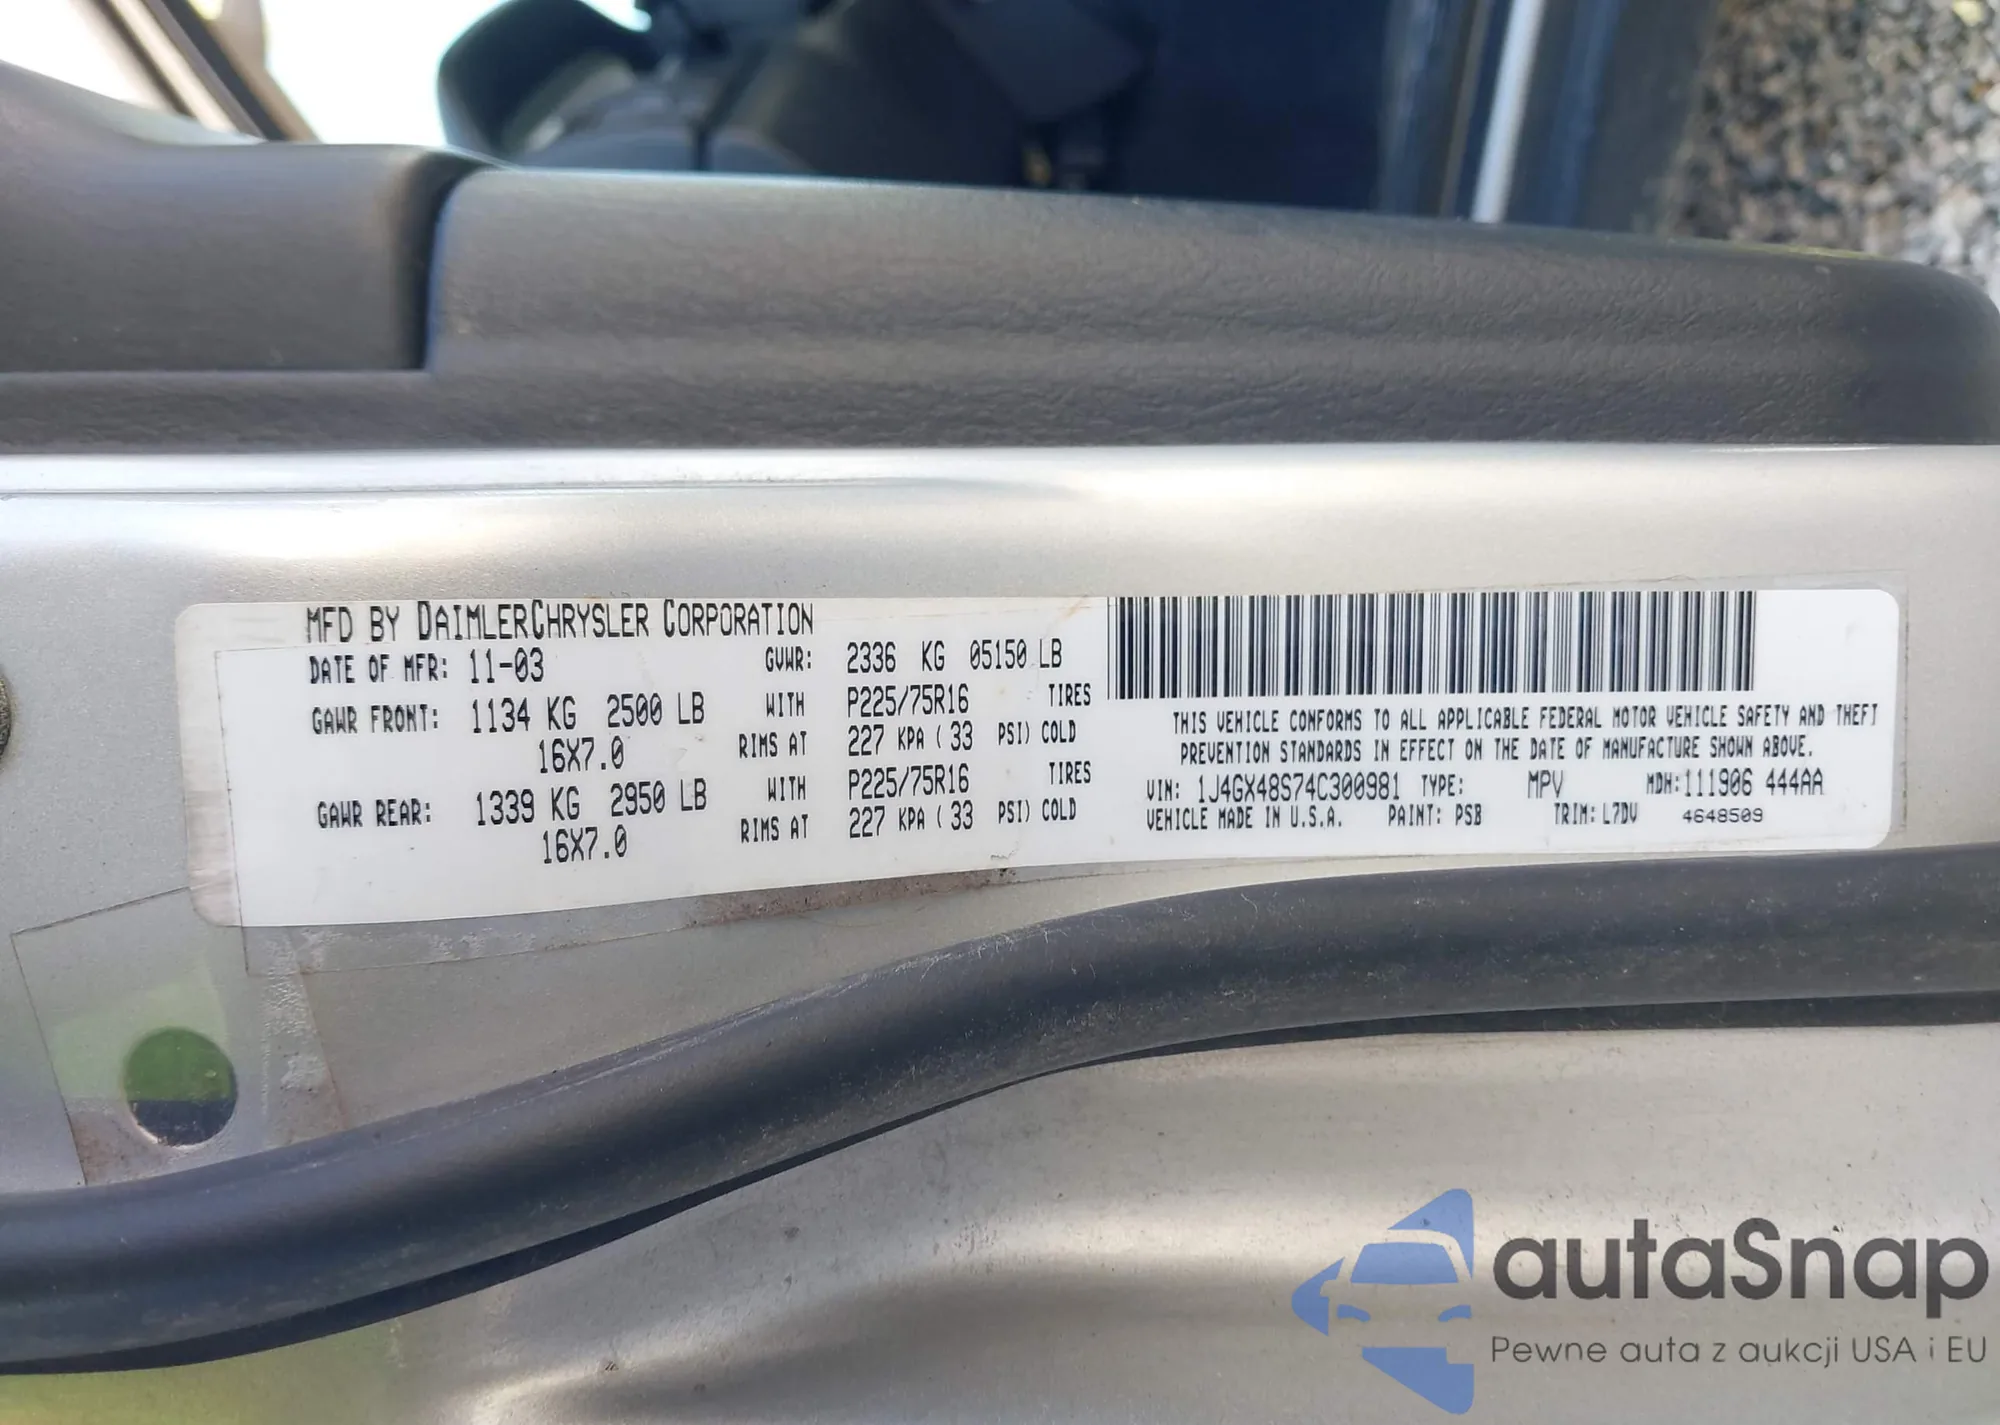 MFD BY DAIMLERCHRYSLER CORPORATION
DATE OF MFR: 11-03 GVWR: 2336 KG 05150 LB
GAWR FRONT: 1134 KG 2500 LB WITH P225/75R16 TIRES
16X7.0 RIMS AT 227 KPA ( 33 PSI) COLD
GAWR REAR: 1339 KG 2950 LB WITH P225/75R16 TIRES
16X7.0 RIMS AT 227 KPA ( 33 PSI) COLD
THIS VEHICLE CONFORMS TO ALL APPLICABLE FEDERAL MOTOR VEHICLE SAFETY AND THEFT
PREVENTION STANDARDS IN EFFECT ON THE DATE OF MANUFACTURE SHOWN ABOVE.
VIN: 1J4GX48S74C300981 TYPE: MPV MDH:111906 444AA
VEHICLE MADE IN U.S.A. PAINT: PSB TRIM: L7DV 4648509
autaSnap
Pewne auta z aukcji USA i EU